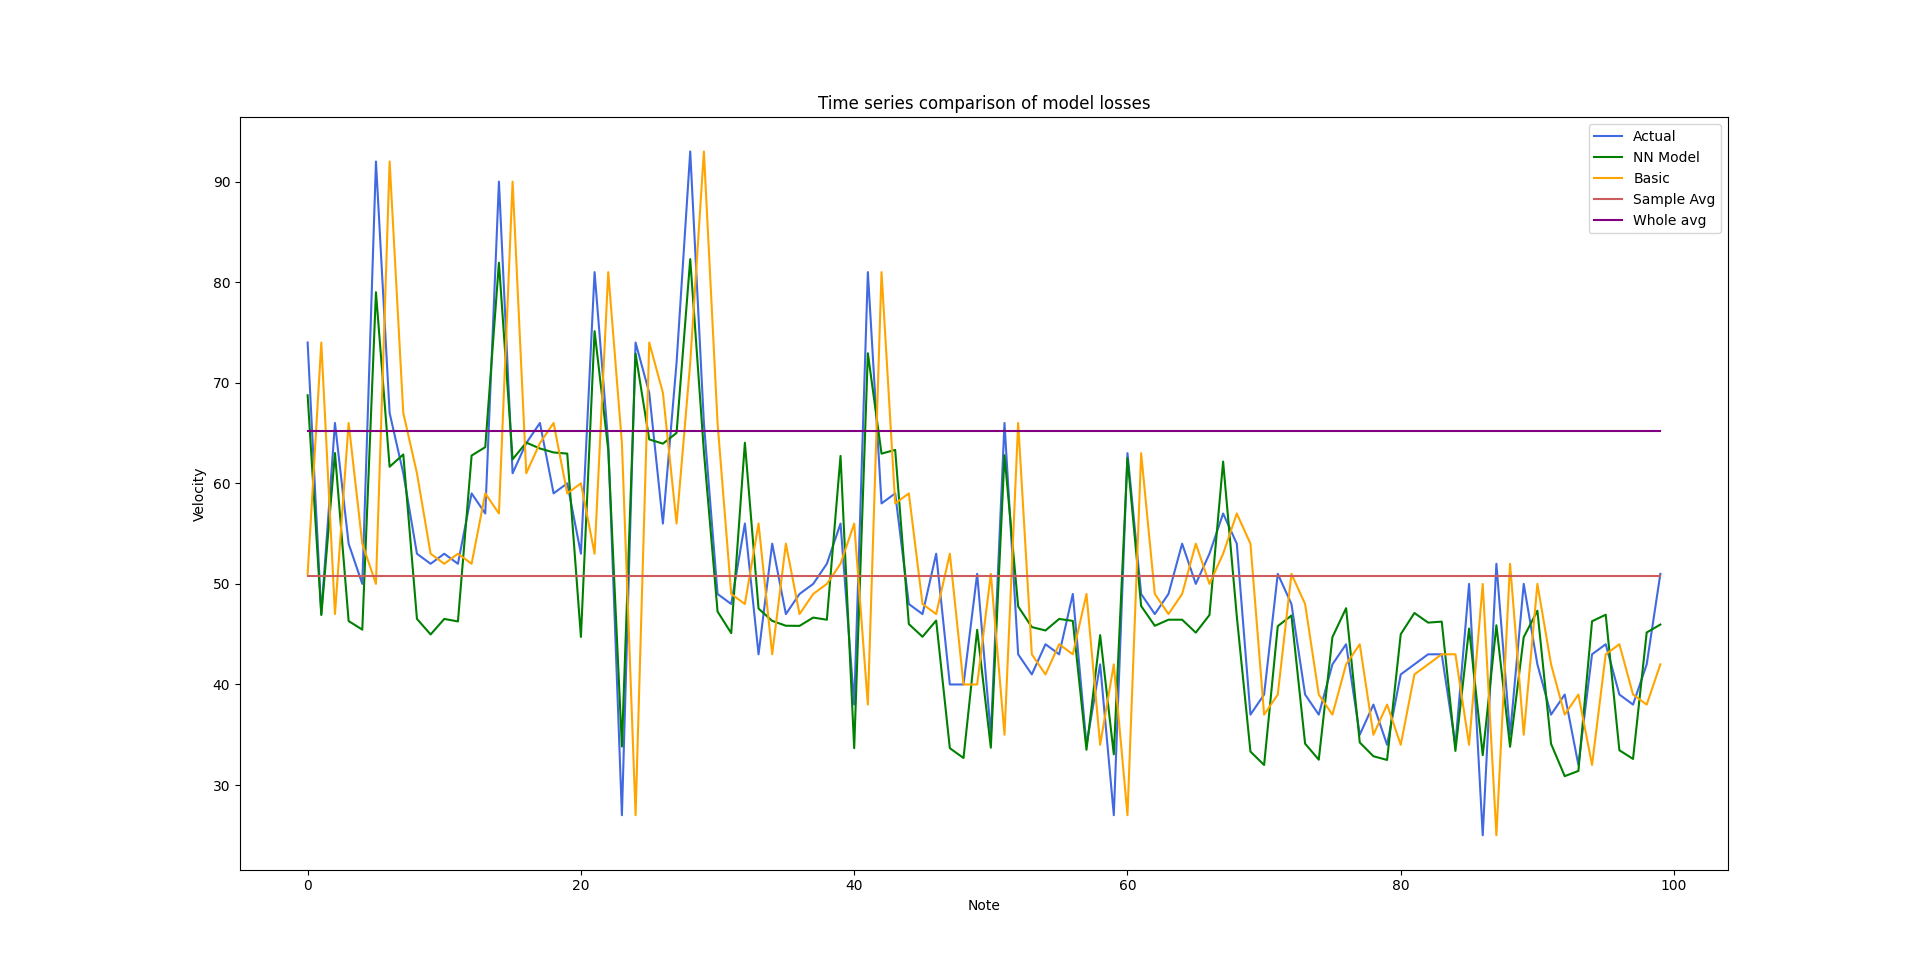 Time series comparison of model losses
Actual
NN Model
Basic
Sample Avg
Whole avg
Velocity
90
80
70
60
50
40
30
0 20 40 60 80 100
Note